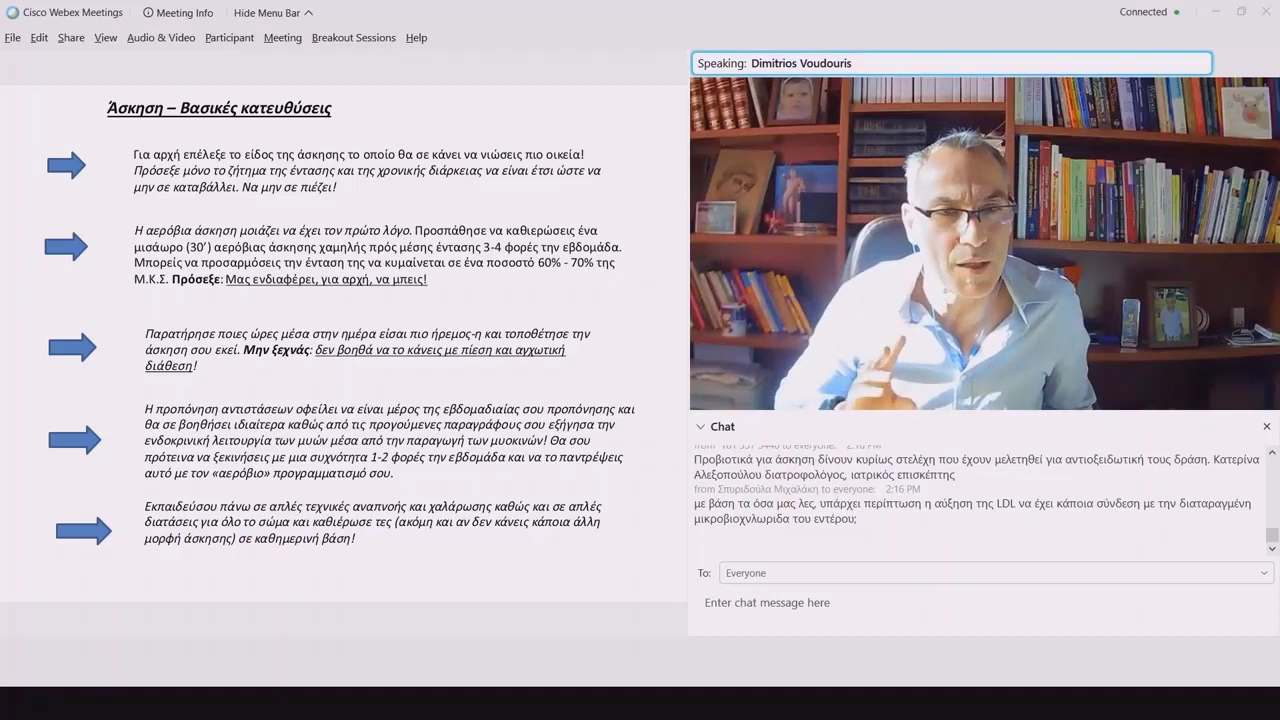 Cisco Webex Meetings
Meeting Info
Hide Menu Bar
Connected
File Edit Share View Audio & Video Participant Meeting Breakout Sessions Help
Άσκηση – Βασικές κατευθύσεις
Για αρχή επέλεξε το είδος της άσκησης το οποίο θα σε κάνει να νιώσεις πιο οικεία!
Πρόσεξε μόνο το ζήτημα της έντασης και της χρονικής διάρκειας να είναι έτσι ώστε να
μην σε καταβάλλει. Να μην σε πιέζει!
Η αερόβια άσκηση μοιάζει να έχει τον πρώτο λόγο. Προσπάθησε να καθιερώσεις ένα
μισάωρο (30’) αερόβιας άσκησης χαμηλής πρός μέσης έντασης 3-4 φορές την εβδομάδα.
Μπορείς να προσαρμόσεις την ένταση της να κυμαίνεται σε ένα ποσοστό 60% - 70% της
Μ.Κ.Σ. Πρόσεξε: Μας ενδιαφέρει, για αρχή, να μπεις!
Παρατήρησε ποιες ώρες μέσα στην ημέρα είσαι πιο ήρεμος-η και τοποθέτησε την
άσκηση σου εκεί. Μην ξεχνάς: δεν βοηθά να το κάνεις με πίεση και αγχωτική
διάθεση!
Η προπόνηση αντιστάσεων οφείλει να είναι μέρος της εβδομαδιαίας σου προπόνησης και
θα σε βοηθήσει ιδιαίτερα καθώς από τις προγούμενες παραγράφους σου εξήγησα την
ενδοκρινική λειτουργία των μυών μέσα από την παραγωγή των μυοκινών! Θα σου
πρότεινα να ξεκινήσεις με μια συχνότητα 1-2 φορές την εβδομάδα και να το παντρέψεις
αυτό με τον «αερόβιο» προγραμματισμό σου.
Εκπαιδεύσου πάνω σε απλές τεχνικές αναπνοής και χαλάρωσης καθώς και σε απλές
διατάσεις για όλο το σώμα και καθιέρωσε τες (ακόμη και αν δεν κάνεις κάποια άλλη
μορφή άσκησης) σε καθημερινή βάση!
Speaking: Dimitrios Voudouris
Chat
Προβιοτικά για άσκηση δίνουν κυρίως στελέχη που έχουν μελετηθεί για αντιοξειδωτική τους δράση. Κατερίνα
Αλεξοπούλου διατροφολόγος, ιατρικός επισκέπτης
from Σπυριδούλα Μιχαλάκη to everyone: 2:16 PM
με βάση τα όσα μας λες, υπάρχει περίπτωση η αύξηση της LDL να έχει κάποια σύνδεση με την διαταραγμένη
μικροβιοχνλωριδα του εντέρου;
To: Everyone
Enter chat message here